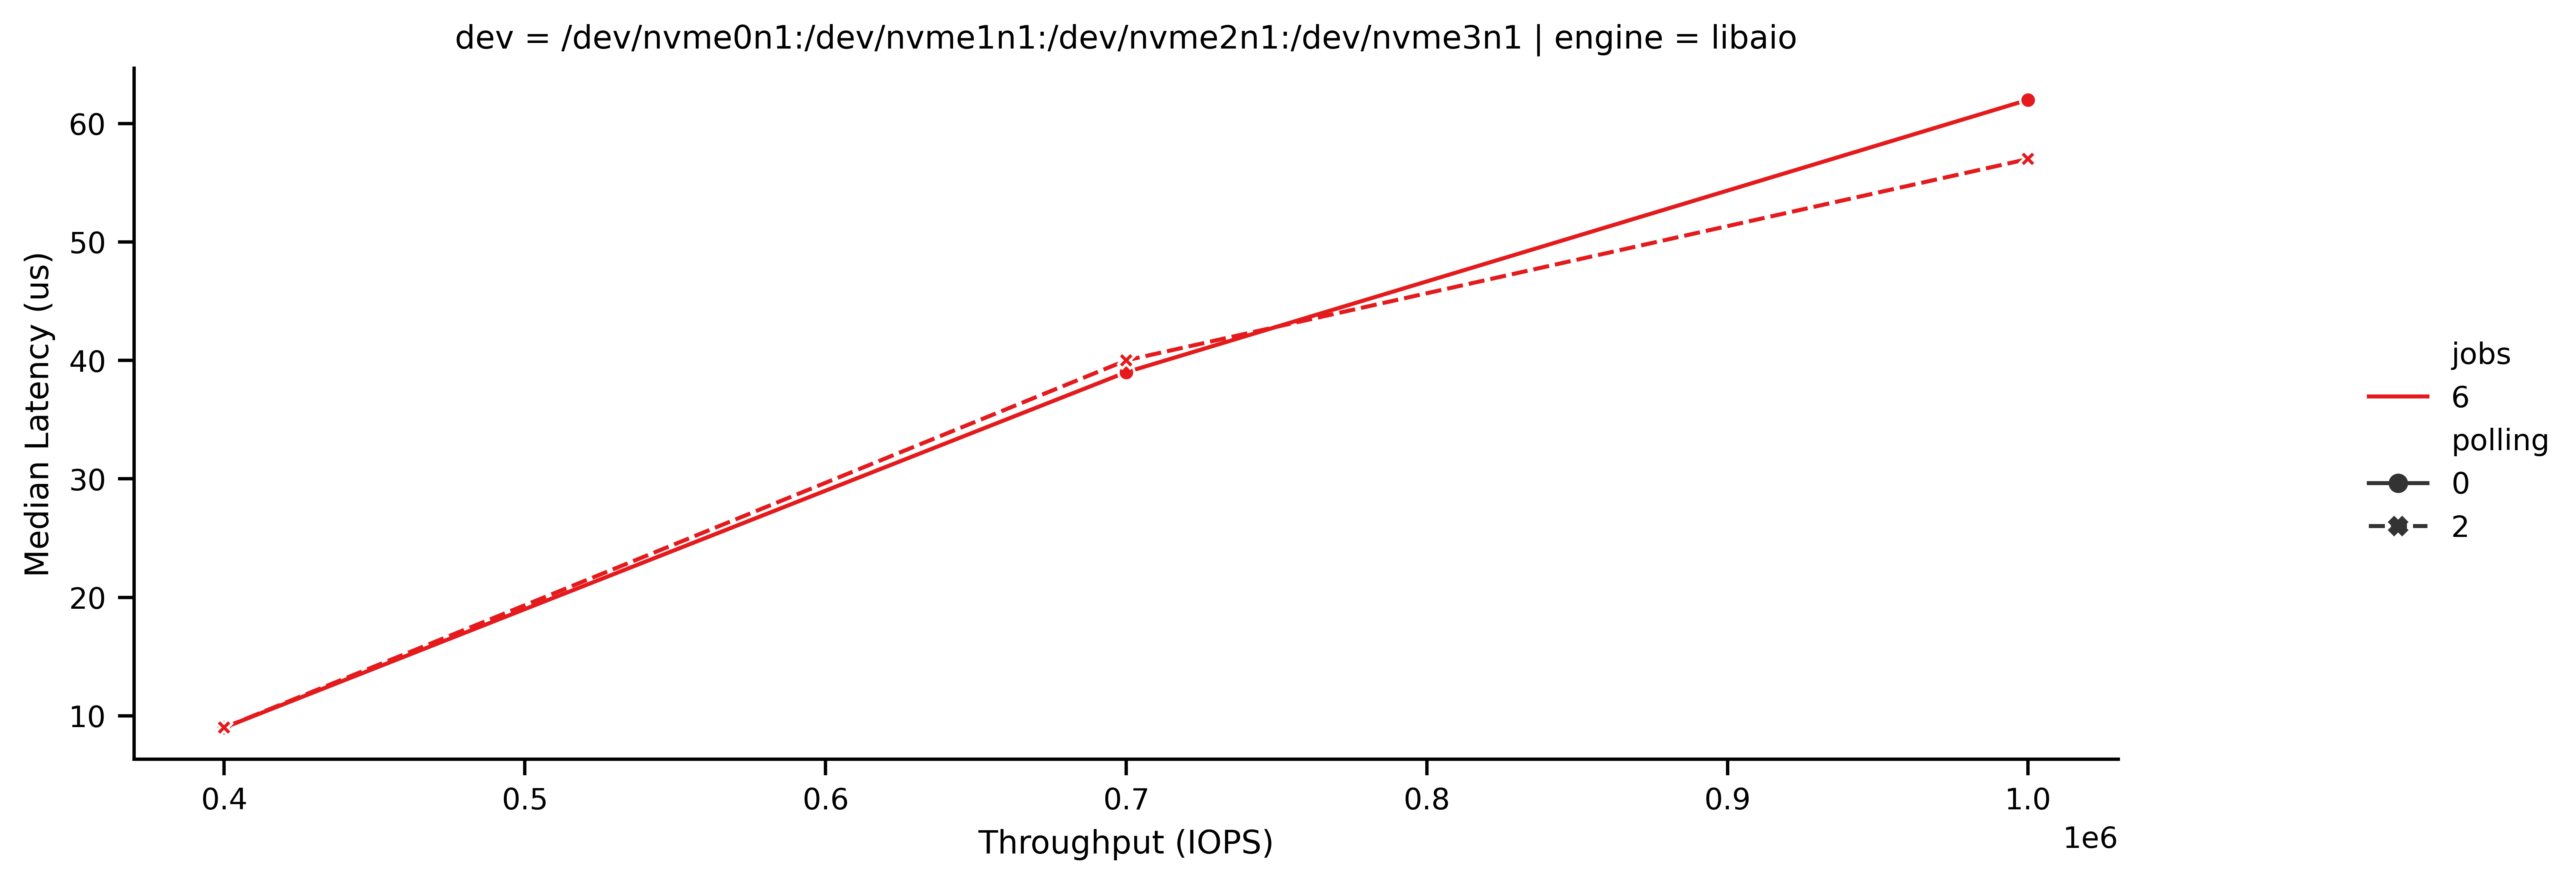 dev = /dev/nvme0n1:/dev/nvme1n1:/dev/nvme2n1:/dev/nvme3n1 | engine = libaio
Median Latency (us)
60
50
40
30
20
10
0.4 0.5 0.6 0.7 0.8 0.9 1.0
1e6
Throughput (IOPS)
jobs
6
polling
0
2